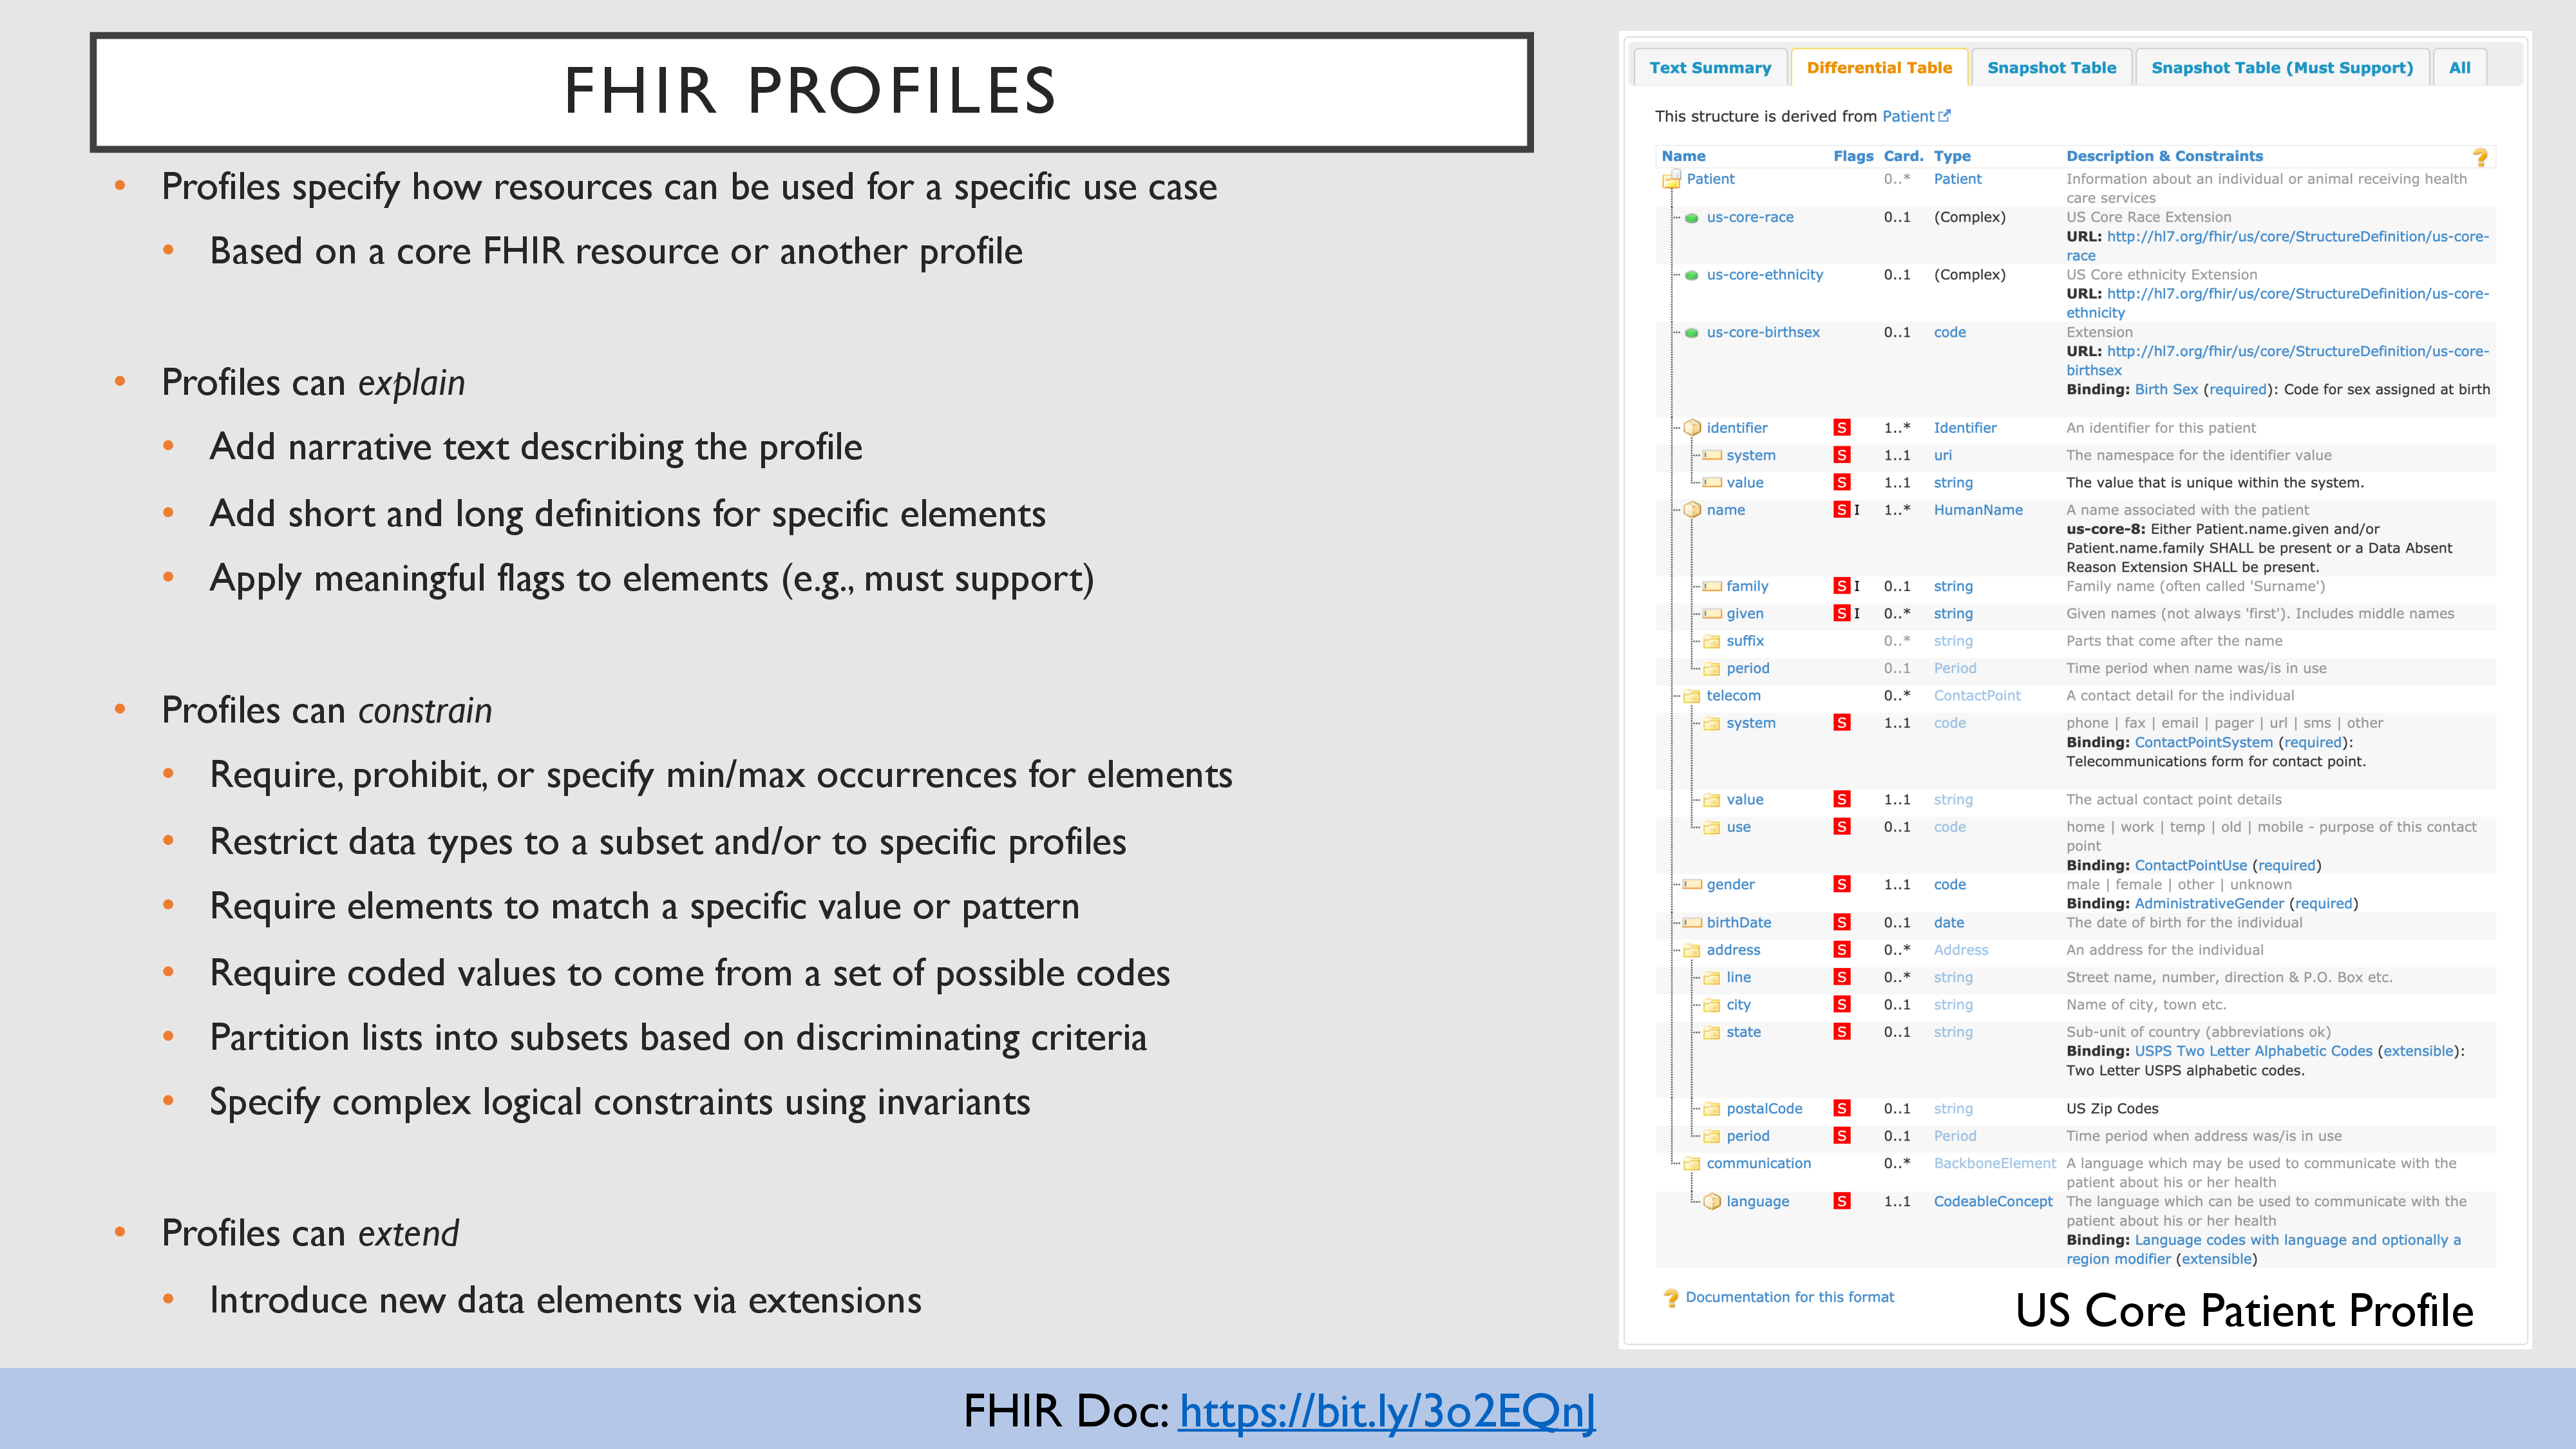 FHIR PROFILES
• Profiles specify how resources can be used for a specific use case
• Based on a core FHIR resource or another profile
• Profiles can explain
• Add narrative text describing the profile
• Add short and long definitions for specific elements
• Apply meaningful flags to elements (e.g., must support)
• Profiles can constrain
• Require, prohibit, or specify min/max occurrences for elements
• Restrict data types to a subset and/or to specific profiles
• Require elements to match a specific value or pattern
• Require coded values to come from a set of possible codes
• Partition lists into subsets based on discriminating criteria
• Specify complex logical constraints using invariants
• Profiles can extend
• Introduce new data elements via extensions
Text Summary Differential Table Snapshot Table Snapshot Table (Must Support) All
This structure is derived from Patient
Name Flags Card. Type Description & Constraints ?
Patient 0..* Patient Information about an individual or animal receiving health
care services
us-core-race 0..1 (Complex) US Core Race Extension
URL: http://hl7.org/fhir/us/core/StructureDefinition/us-core-
race
us-core-ethnicity 0..1 (Complex) US Core ethnicity Extension
URL: http://hl7.org/fhir/us/core/StructureDefinition/us-core-
ethnicity
us-core-birthsex 0..1 code Extension
URL: http://hl7.org/fhir/us/core/StructureDefinition/us-core-
birthsex
Binding: Birth Sex (required): Code for sex assigned at birth
identifier S 1..* Identifier An identifier for this patient
system S 1..1 uri The namespace for the identifier value
value S 1..1 string The value that is unique within the system.
name S I 1..* HumanName A name associated with the patient
us-core-8: Either Patient.name.given and/or
Patient.name.family SHALL be present or a Data Absent
Reason Extension SHALL be present.
family S I 0..1 string Family name (often called 'Surname')
given S I 0..* string Given names (not always 'first'). Includes middle names
suffix 0..* string Parts that come after the name
period 0..1 Period Time period when name was/is in use
telecom 0..* ContactPoint A contact detail for the individual
system S 1..1 code phone | fax | email | pager | url | sms | other
Binding: ContactPointSystem (required):
Telecommunications form for contact point.
value S 1..1 string The actual contact point details
use S 0..1 code home | work | temp | old | mobile - purpose of this contact
point
Binding: ContactPointUse (required)
gender S 1..1 code male | female | other | unknown
Binding: AdministrativeGender (required)
birthDate S 0..1 date The date of birth for the individual
address S 0..* Address An address for the individual
line S 0..* string Street name, number, direction & P.O. Box etc.
city S 0..1 string Name of city, town etc.
state S 0..1 string Sub-unit of country (abbreviations ok)
Binding: USPS Two Letter Alphabetic Codes (extensible):
Two Letter USPS alphabetic codes.
postalCode S 0..1 string US Zip Codes
period S 0..1 Period Time period when address was/is in use
communication 0..* BackboneElement A language which may be used to communicate with the
patient about his or her health
language S 1..1 CodeableConcept The language which can be used to communicate with the
patient about his or her health
Binding: Language codes with language and optionally a
region modifier (extensible)
? Documentation for this format
US Core Patient Profile
FHIR Doc: https://bit.ly/3o2EQnJ